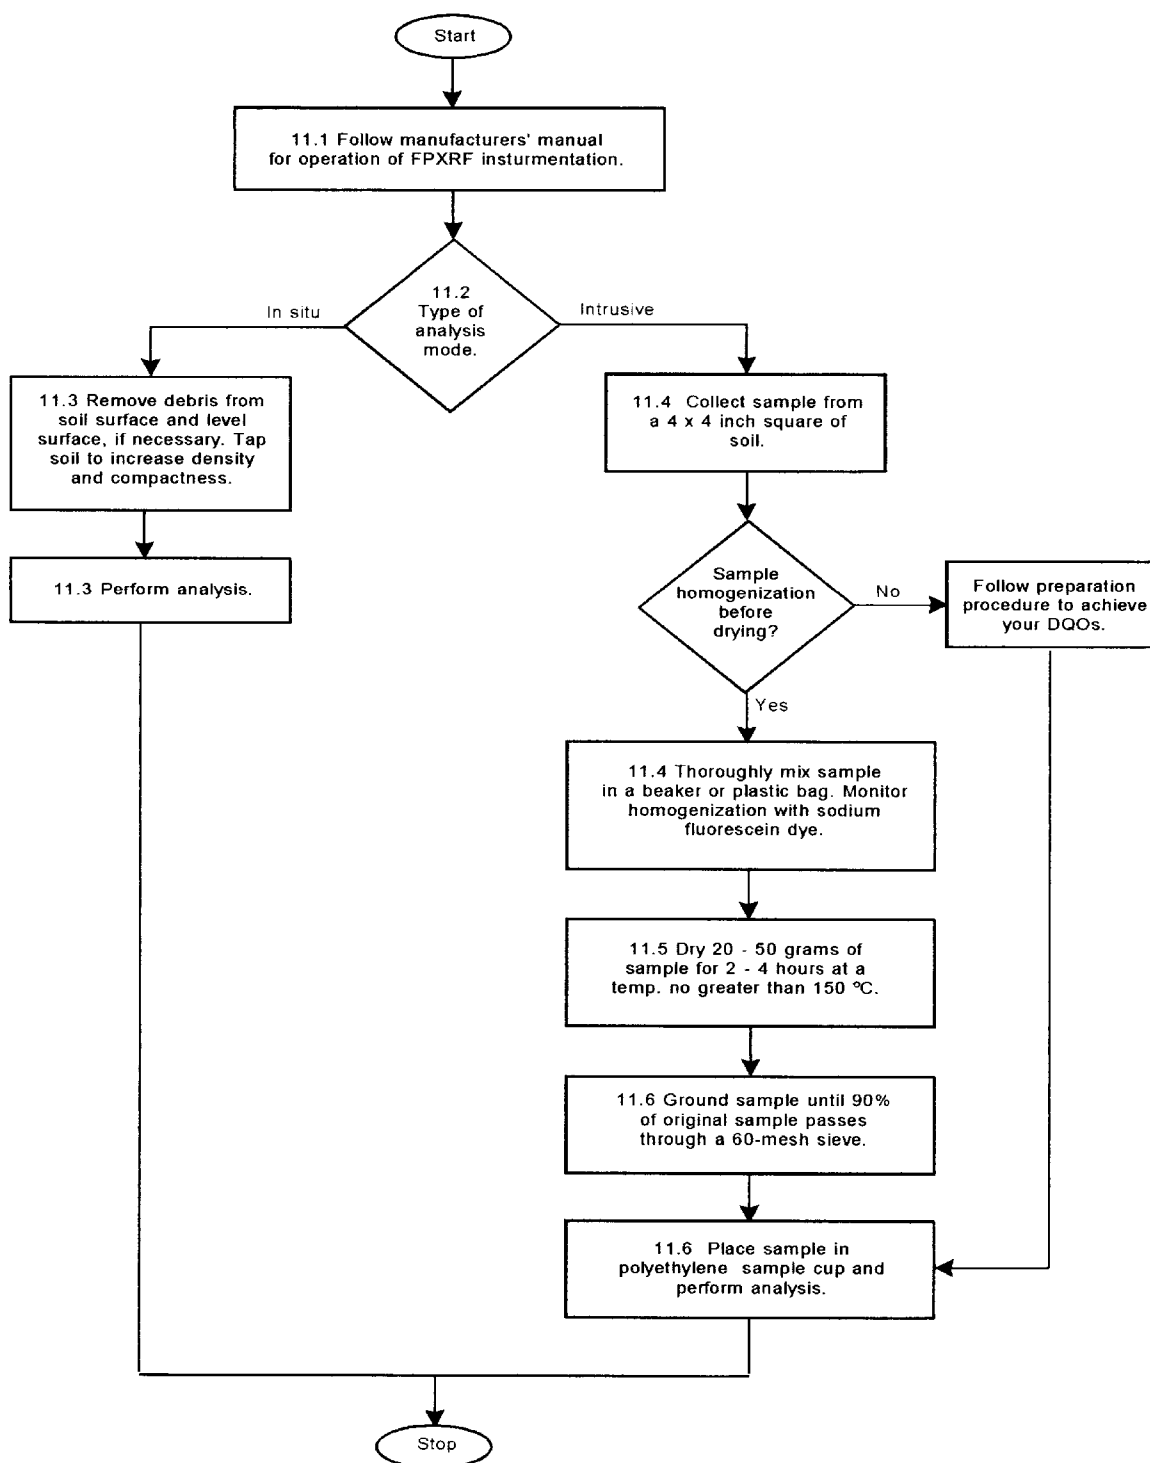 Start
11.1 Follow manufacturers' manual
for operation of FPXRF insturmentation.
11.2
Type of
analysis
mode.
In situ
Intrusive
11.3 Remove debris from
soil surface and level
surface, if necessary. Tap
soil to increase density
and compactness.
11.3 Perform analysis.
11.4 Collect sample from
a 4 x 4 inch square of
soil.
Sample
homogenization
before
drying?
No
Follow preparation
procedure to achieve
your DQOs.
Yes
11.4 Thoroughly mix sample
in a beaker or plastic bag. Monitor
homogenization with sodium
fluorescein dye.
11.5 Dry 20 - 50 grams of
sample for 2 - 4 hours at a
temp. no greater than 150 ºC.
11.6 Ground sample until 90%
of original sample passes
through a 60-mesh sieve.
11.6 Place sample in
polyethylene sample cup and
perform analysis.
Stop